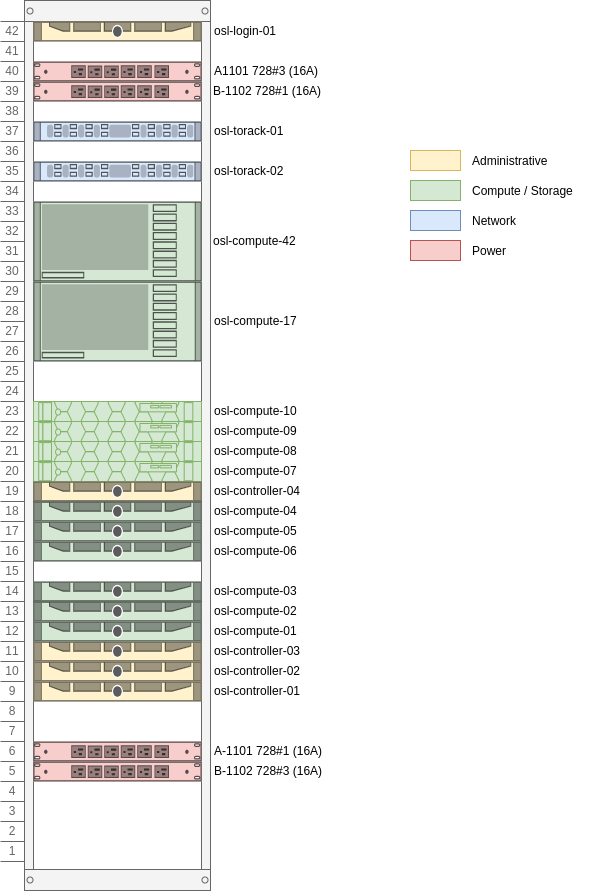 42 osl-login-01
41
40 A1101 728#3 (16A)
39 B-1102 728#1 (16A)
38
37 osl-torack-01
36
35 osl-torack-02
34
33
32
osl-compute-42
31
30
29
28
osl-compute-17
27
26
25
24
23 osl-compute-10
22 osl-compute-09
21 osl-compute-08
20 osl-compute-07
19 osl-controller-04
18 osl-compute-04
17 osl-compute-05
16 osl-compute-06
15
14 osl-compute-03
13 osl-compute-02
12 osl-compute-01
11 osl-controller-03
10 osl-controller-02
9 osl-controller-01
8
7
6 A-1101 728#1 (16A)
5 B-1102 728#3 (16A)
4
3
2
1
Administrative
Compute / Storage
Network
Power